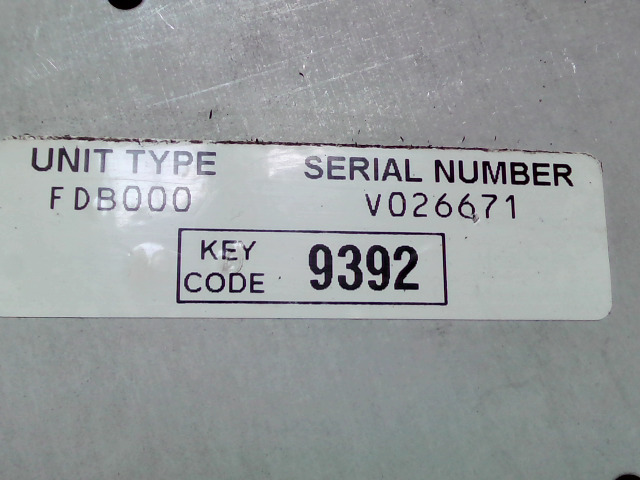 UNIT TYPE SERIAL NUMBER
FDB000 V026671
KEY CODE 9392